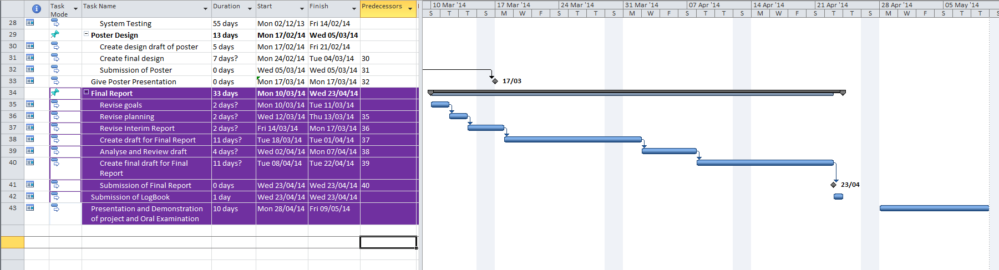 Task Mode Task Name Duration Start Finish Predecessors
10 Mar '14 17 Mar '14 24 Mar '14 31 Mar '14 07 Apr '14 14 Apr '14 21 Apr '14 28 Apr '14 05 May '14
S T T S M W F S T T S M W F S T T S M W F S T T S M W F S T T S
28 System Testing 55 days Mon 02/12/13 Fri 14/02/14
29 Poster Design 13 days Mon 17/02/14 Wed 05/03/14
30 Create design draft of poster 5 days Mon 17/02/14 Fri 21/02/14
31 Create final design 7 days? Mon 24/02/14 Tue 04/03/14 30
32 Submission of Poster 0 days Wed 05/03/14 Wed 05/03/14 31
33 Give Poster Presentation 0 days Mon 17/03/14 Mon 17/03/14 32 17/03
34 Final Report 33 days Mon 10/03/14 Wed 23/04/14
35 Revise goals 2 days? Mon 10/03/14 Tue 11/03/14
36 Revise planning 2 days? Wed 12/03/14 Thu 13/03/14 35
37 Revise Interim Report 2 days? Fri 14/03/14 Mon 17/03/14 36
38 Create draft for Final Report 11 days? Tue 18/03/14 Tue 01/04/14 37
39 Analyse and Review draft 4 days? Wed 02/04/14 Mon 07/04/14 38
40 Create final draft for Final 11 days? Tue 08/04/14 Tue 22/04/14 39
Report
41 Submission of Final Report 0 days Wed 23/04/14 Wed 23/04/14 40 23/04
42 Submission of LogBook 1 day Wed 23/04/14 Wed 23/04/14
43 Presentation and Demonstration 10 days Mon 28/04/14 Fri 09/05/14
of project and Oral Examination